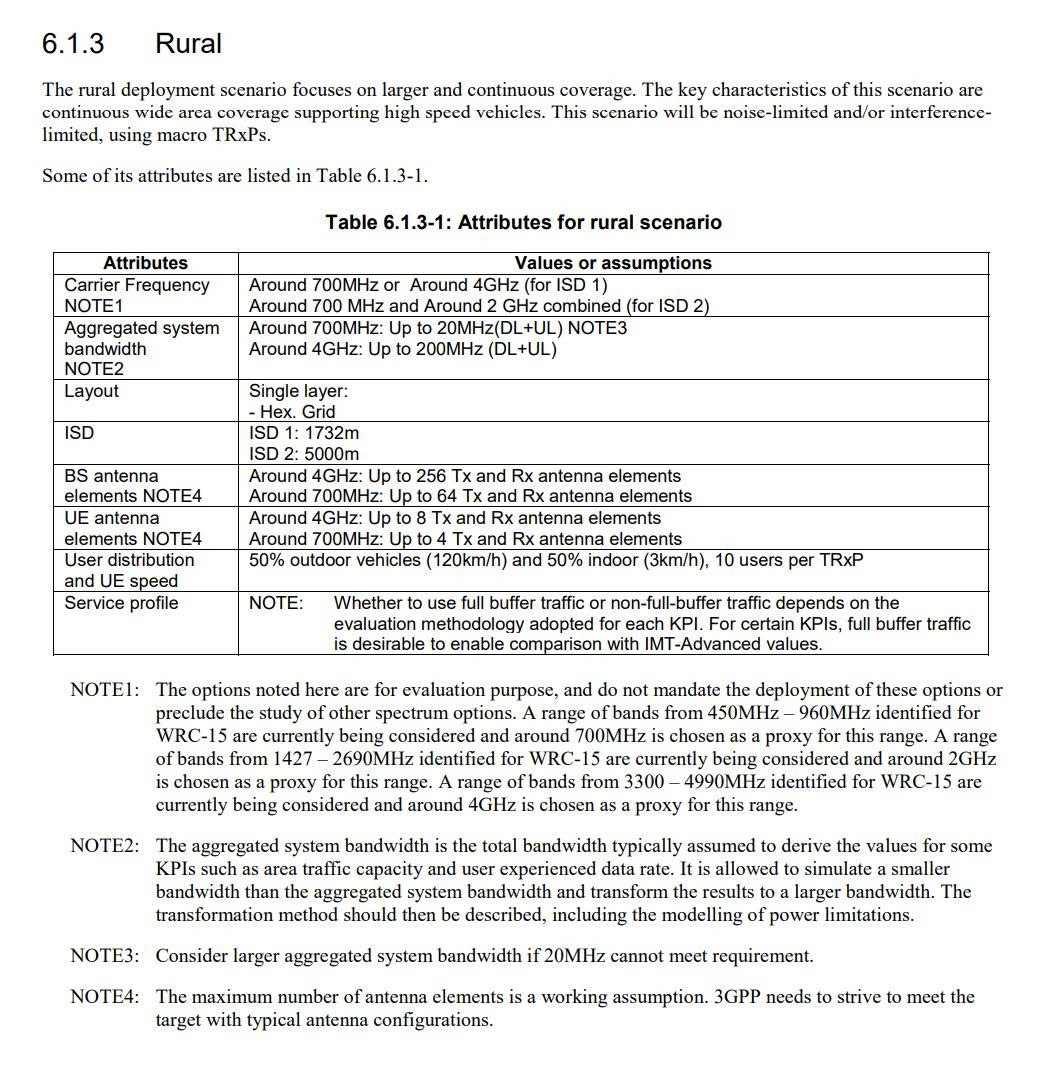 6.1.3 Rural
The rural deployment scenario focuses on larger and continuous coverage. The key characteristics of this scenario are
continuous wide area coverage supporting high speed vehicles. This scenario will be noise-limited and/or interference-
limited, using macro TRxPs.
Some of its attributes are listed in Table 6.1.3-1.
Table 6.1.3-1: Attributes for rural scenario
Attributes Values or assumptions
Carrier Frequency Around 700MHz or Around 4GHz (for ISD 1)
NOTE1 Around 700 MHz and Around 2 GHz combined (for ISD 2)
Aggregated system Around 700MHz: Up to 20MHz(DL+UL) NOTE3
bandwidth Around 4GHz: Up to 200MHz (DL+UL)
NOTE2
Layout Single layer:
- Hex. Grid
ISD ISD 1: 1732m
ISD 2: 5000m
BS antenna Around 4GHz: Up to 256 Tx and Rx antenna elements
elements NOTE4 Around 700MHz: Up to 64 Tx and Rx antenna elements
UE antenna Around 4GHz: Up to 8 Tx and Rx antenna elements
elements NOTE4 Around 700MHz: Up to 4 Tx and Rx antenna elements
User distribution 50% outdoor vehicles (120km/h) and 50% indoor (3km/h), 10 users per TRxP
and UE speed
Service profile NOTE: Whether to use full buffer traffic or non-full-buffer traffic depends on the
evaluation methodology adopted for each KPI. For certain KPIs, full buffer traffic
is desirable to enable comparison with IMT-Advanced values.
NOTE1: The options noted here are for evaluation purpose, and do not mandate the deployment of these options or
preclude the study of other spectrum options. A range of bands from 450MHz – 960MHz identified for
WRC-15 are currently being considered and around 700MHz is chosen as a proxy for this range. A range
of bands from 1427 – 2690MHz identified for WRC-15 are currently being considered and around 2GHz
is chosen as a proxy for this range. A range of bands from 3300 – 4990MHz identified for WRC-15 are
currently being considered and around 4GHz is chosen as a proxy for this range.
NOTE2: The aggregated system bandwidth is the total bandwidth typically assumed to derive the values for some
KPIs such as area traffic capacity and user experienced data rate. It is allowed to simulate a smaller
bandwidth than the aggregated system bandwidth and transform the results to a larger bandwidth. The
transformation method should then be described, including the modelling of power limitations.
NOTE3: Consider larger aggregated system bandwidth if 20MHz cannot meet requirement.
NOTE4: The maximum number of antenna elements is a working assumption. 3GPP needs to strive to meet the
target with typical antenna configurations.